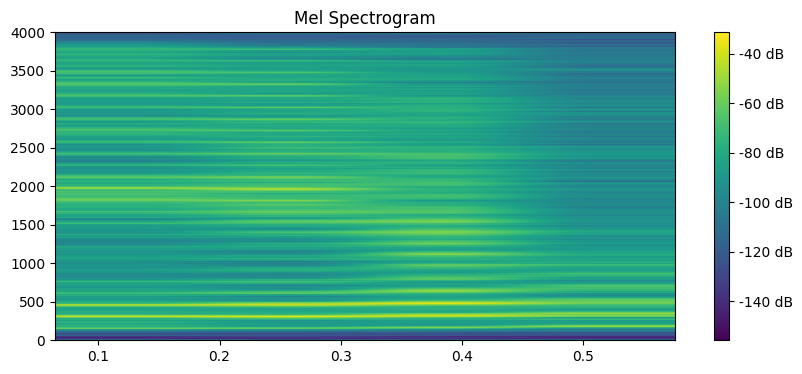 Mel Spectrogram
4000
3500
3000
2500
2000
1500
1000
500
0
0.1 0.2 0.3 0.4 0.5
-40 dB
-60 dB
-80 dB
-100 dB
-120 dB
-140 dB